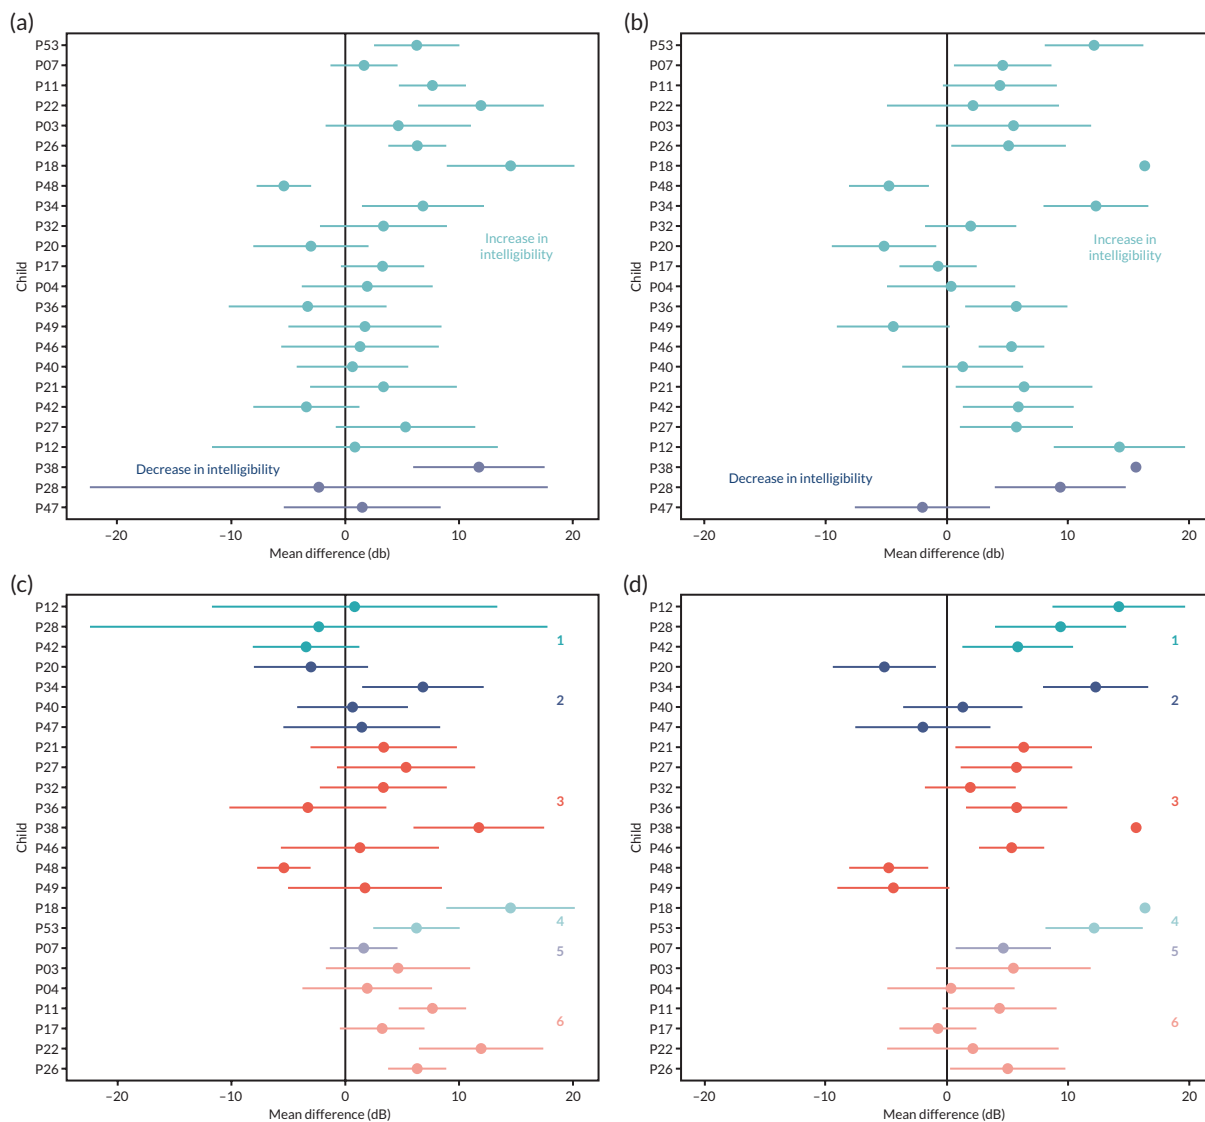 (a)
P53
P07
P11
P22
P03
P26
P18
P48
P34
P32
P20
P17
P04
P36
P49
P46
P40
P21
P42
P27
P12
P38
P28
P47
Child
Increase in
intelligibility
Decrease in intelligibility
−20
−10
0
10
20
Mean difference (db)
(b)
P53
P07
P11
P22
P03
P26
P18
P48
P34
P32
P20
P17
P04
P36
P49
P46
P40
P21
P42
P27
P12
P38
P28
P47
Child
Increase in
intelligibility
Decrease in intelligibility
−20
−10
0
10
20
Mean difference (db)
(c)
P12
P28
P42
P20
P34
P40
P47
P21
P27
P32
P36
P38
P46
P48
P49
P18
P53
P07
P03
P04
P11
P17
P22
P26
Child
1
2
3
4
5
6
−20
−10
0
10
20
Mean difference (dB)
(d)
P12
P28
P42
P20
P34
P40
P47
P21
P27
P32
P36
P38
P46
P48
P49
P18
P53
P07
P03
P04
P11
P17
P22
P26
Child
1
2
3
4
5
6
−20
−10
0
10
20
Mean difference (dB)